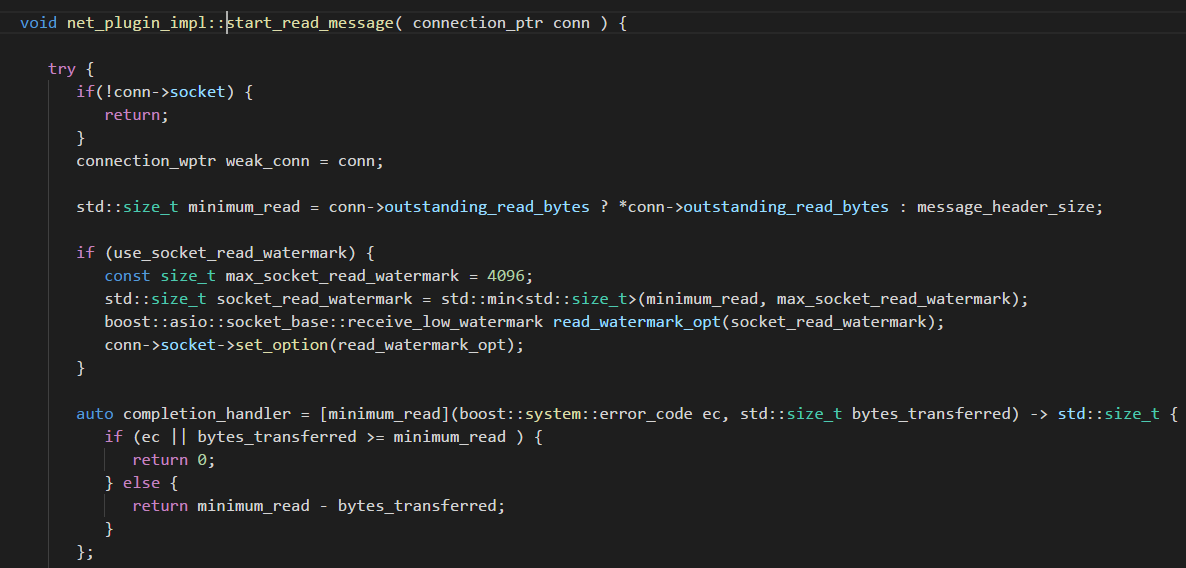 void net_plugin_impl::start_read_message( connection_ptr conn ) {
try {
if(!conn->socket) {
return;
}
connection_wptr weak_conn = conn;
std::size_t minimum_read = conn->outstanding_read_bytes ? *conn->outstanding_read_bytes : message_header_size;
if (use_socket_read_watermark) {
const size_t max_socket_read_watermark = 4096;
std::size_t socket_read_watermark = std::min<std::size_t>(minimum_read, max_socket_read_watermark);
boost::asio::socket_base::receive_low_watermark read_watermark_opt(socket_read_watermark);
conn->socket->set_option(read_watermark_opt);
}
auto completion_handler = [minimum_read](boost::system::error_code ec, std::size_t bytes_transferred) -> std::size_t {
if (ec || bytes_transferred >= minimum_read ) {
return 0;
} else {
return minimum_read - bytes_transferred;
}
};